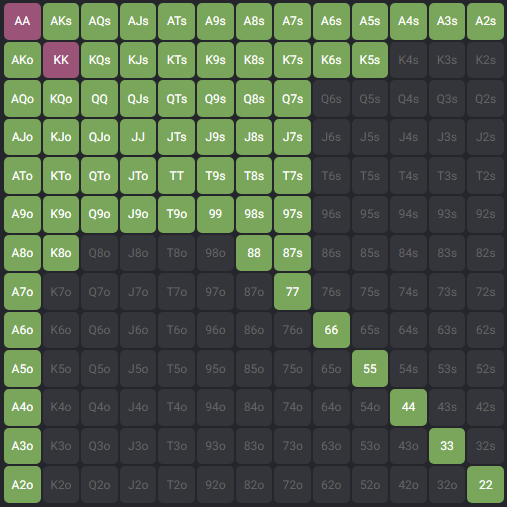 AA AKs AQs AJs ATs A9s A8s A7s A6s A5s A4s A3s A2s
AKo KK KQs KJs KTs K9s K8s K7s K6s K5s K4s K3s K2s
AQo KQo QQ QJs QTs Q9s Q8s Q7s Q6s Q5s Q4s Q3s Q2s
AJo KJo QJo JJ JTs J9s J8s J7s J6s J5s J4s J3s J2s
ATo KTo QTo JTo TT T9s T8s T7s T6s T5s T4s T3s T2s
A9o K9o Q9o J9o T9o 99 98s 97s 96s 95s 94s 93s 92s
A8o K8o Q8o J8o T8o 98o 88 87s 86s 85s 84s 83s 82s
A7o K7o Q7o J7o T7o 97o 87o 77 76s 75s 74s 73s 72s
A6o K6o Q6o J6o T6o 96o 86o 76o 66 65s 64s 63s 62s
A5o K5o Q5o J5o T5o 95o 85o 75o 65o 55 54s 53s 52s
A4o K4o Q4o J4o T4o 94o 84o 74o 64o 54o 44 43s 42s
A3o K3o Q3o J3o T3o 93o 83o 73o 63o 53o 43o 33 32s
A2o K2o Q2o J2o T2o 92o 82o 72o 62o 52o 42o 32o 22